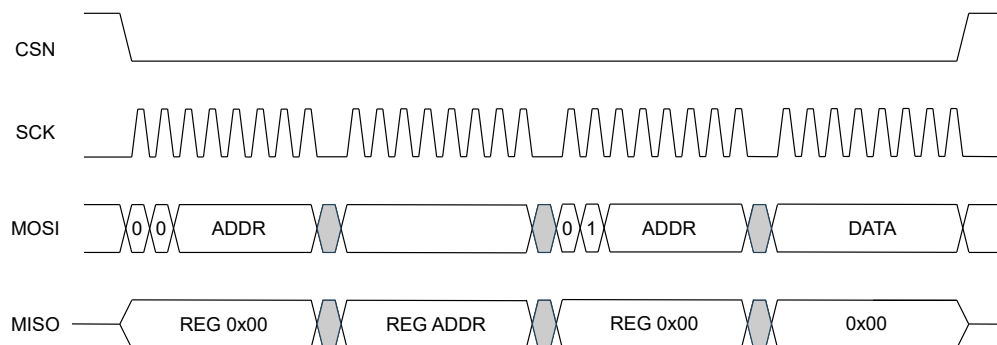 CSN
SCK
MOSI 0 0 ADDR 0 1 ADDR DATA
MISO REG 0x00 REG ADDR REG 0x00 0x00